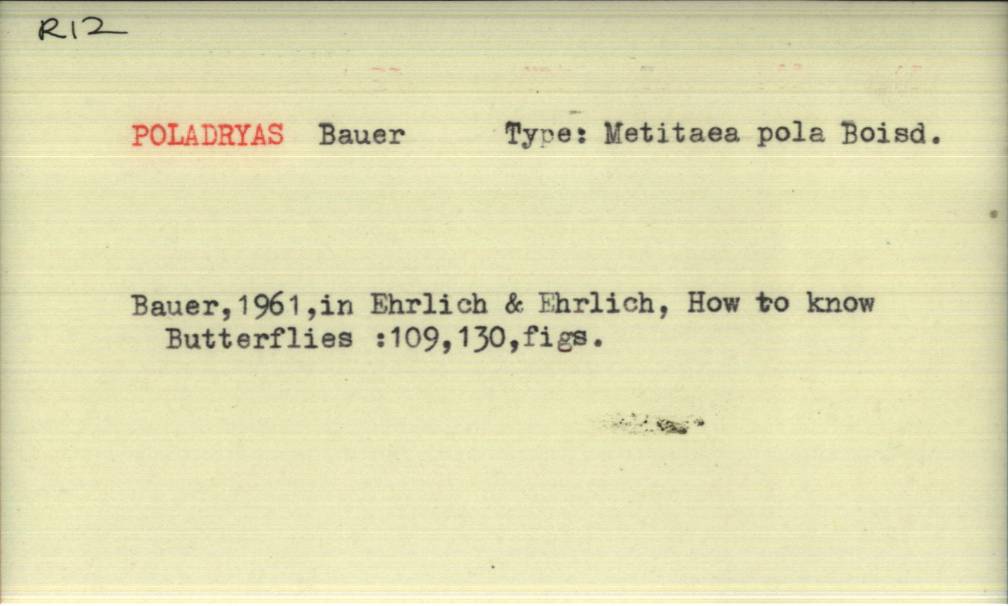 R12
POLADRYAS Bauer Type: Metitaea pola Boisd.
Bauer,1961,in Ehrlich & Ehrlich, How to know
Butterflies :109,130,figs.